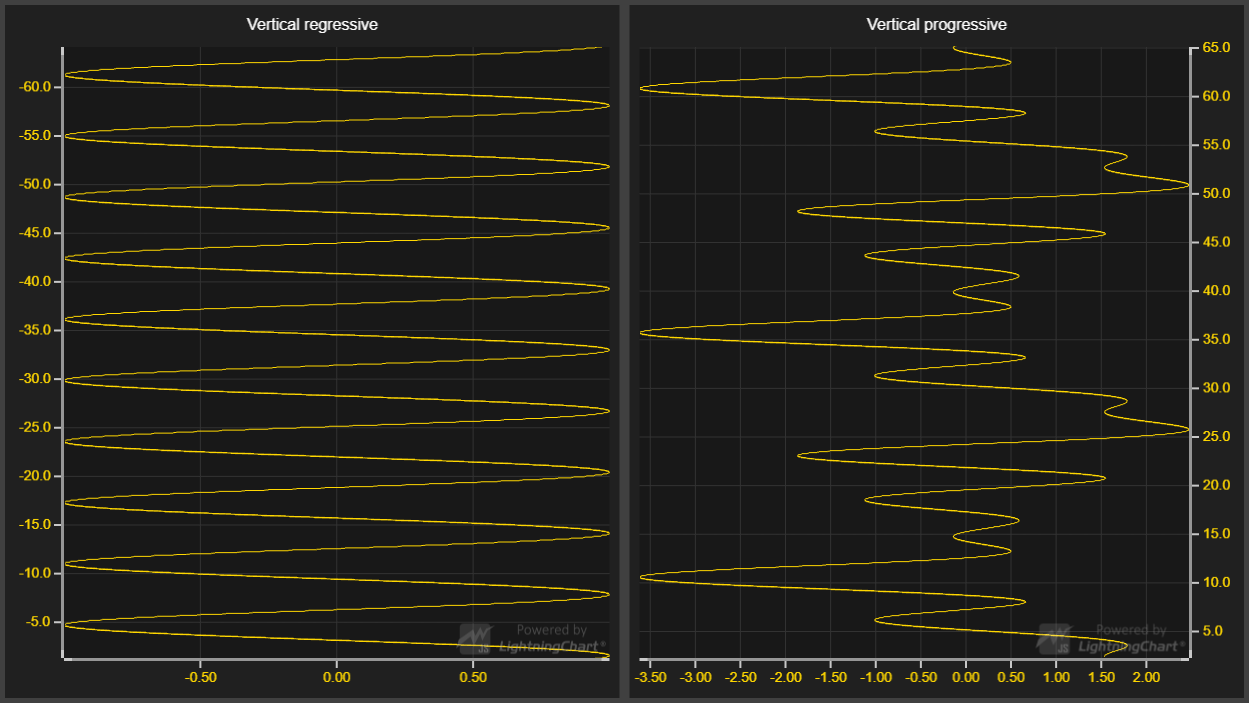 Vertical regressive
-60.0
-55.0
-50.0
-45.0
-40.0
-35.0
-30.0
-25.0
-20.0
-15.0
-10.0
-5.0
-0.50 0.00 0.50
Powered by
LightningChart®
JS
Vertical progressive
65.0
60.0
55.0
50.0
45.0
40.0
35.0
30.0
25.0
20.0
15.0
10.0
5.0
-3.50 -3.00 -2.50 -2.00 -1.50 -1.00 -0.50 0.00 0.50 1.00 1.50 2.00
Powered by
LightningChart®
JS